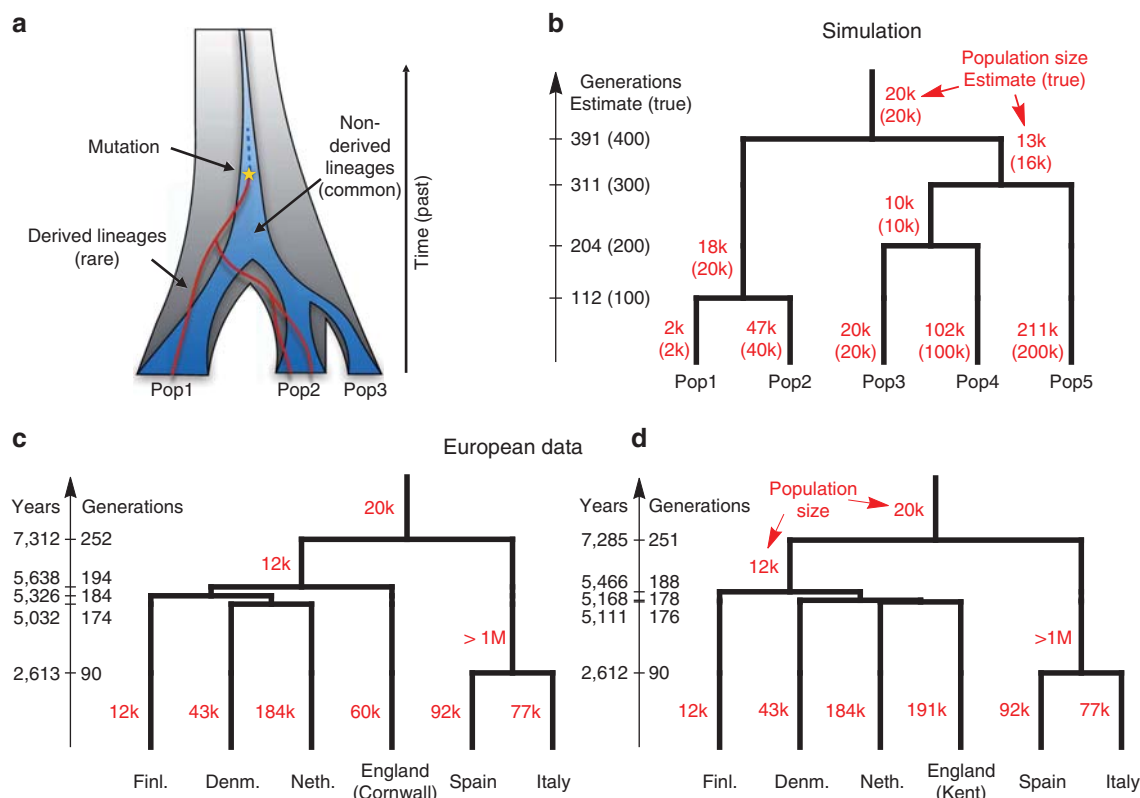 a
Mutation
Non-
derived
lineages
(common)
Derived lineages
(rare)
Time (past)
Pop1
Pop2
Pop3
b
Simulation
Generations
Estimate (true)
Population size
Estimate (true)
20k
(20k)
391 (400)
13k
(16k)
311 (300)
10k
(10k)
204 (200)
18k
(20k)
112 (100)
2k
(2k)
47k
(40k)
20k
(20k)
102k
(100k)
211k
(200k)
Pop1
Pop2
Pop3
Pop4
Pop5
European data
c
Years
Generations
20k
7,312
252
12k
5,638
194
5,326
184
5,032
174
> 1M
2,613
90
12k
43k
184k
60k
92k
77k
Finl.
Denm.
Neth.
England
(Cornwall)
Spain
Italy
d
Years
Generations
Population
size
20k
7,285
251
12k
5,466
188
5,168
178
5,111
176
>1M
2,612
90
12k
43k
184k
191k
92k
77k
Finl.
Denm.
Neth.
England
(Kent)
Spain
Italy